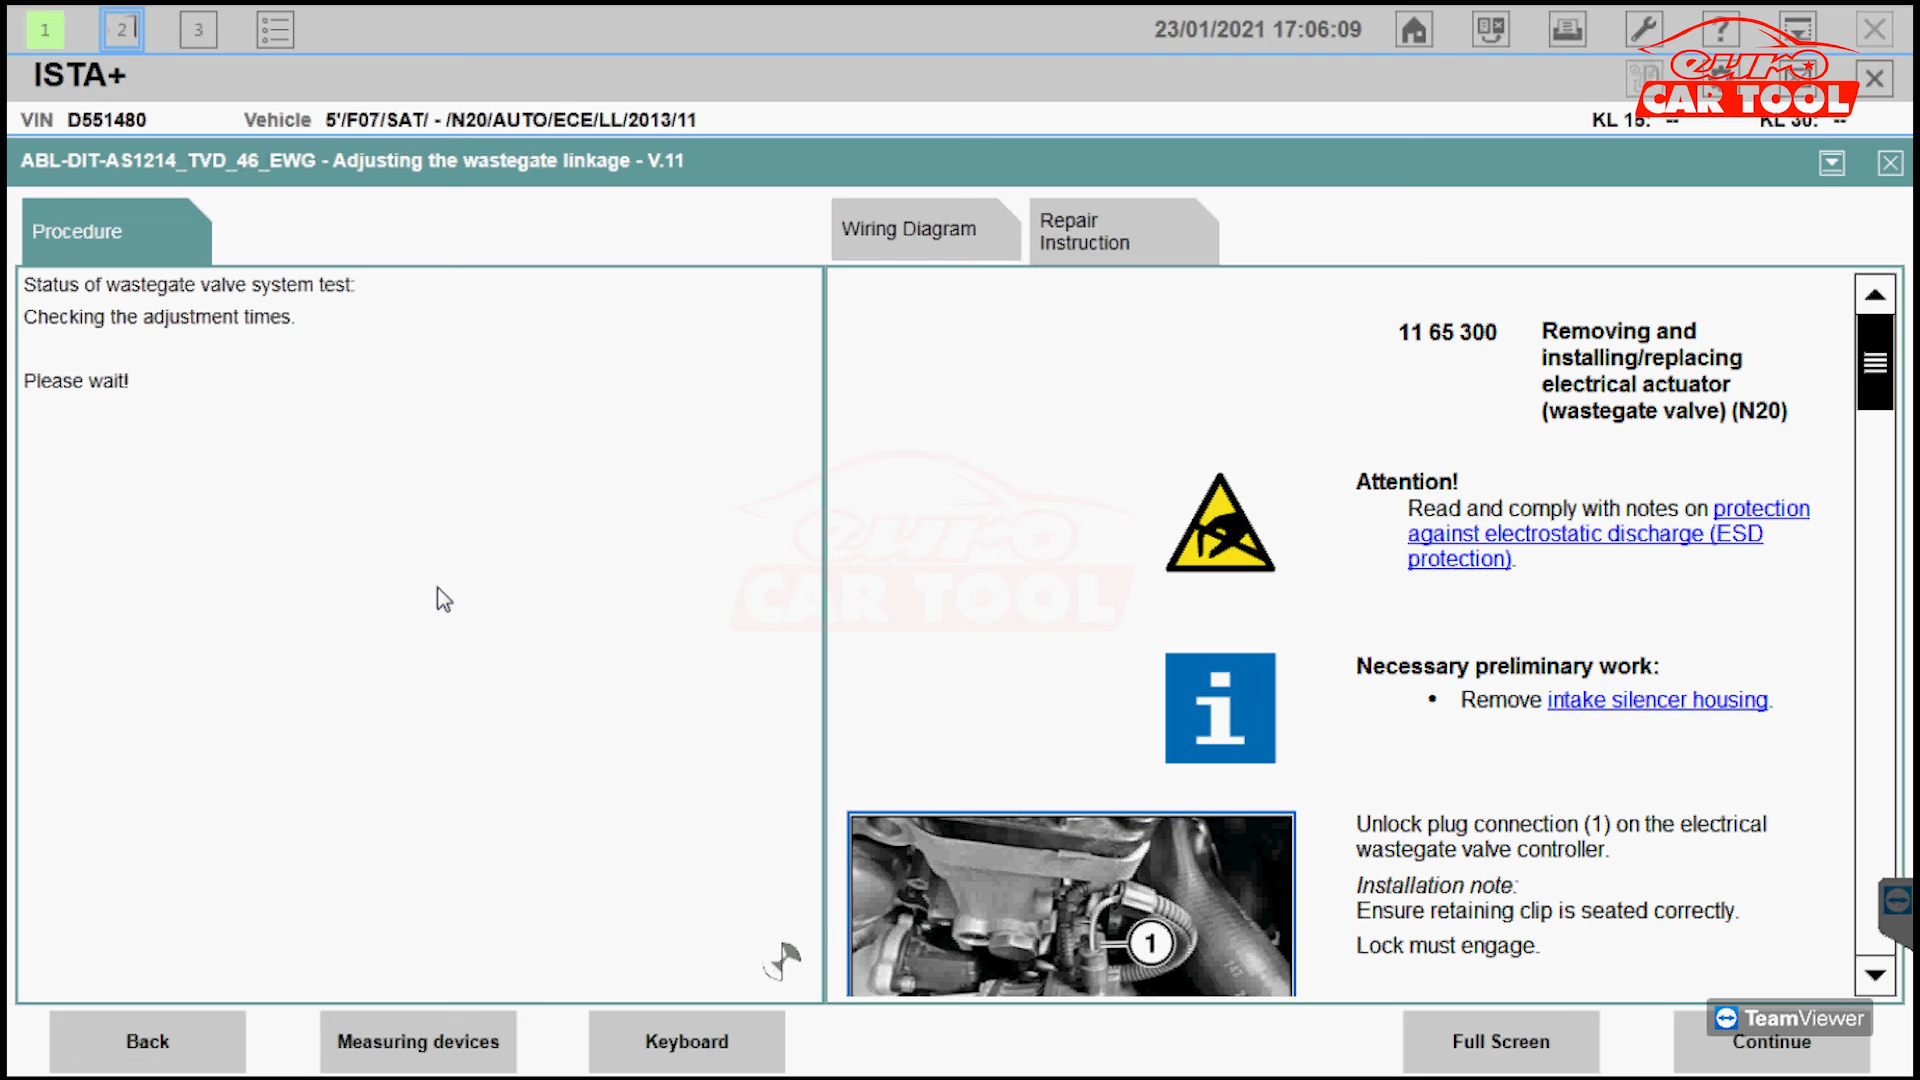 1
2
3
23/01/2021 17:06:09
?
ISTA+
euro
CAR TOOL
VIN D551480 Vehicle 5'/F07/SAT/ - /N20/AUTO/ECE/LL/2013/11 KL 15: -- KL 30: --
ABL-DIT-AS1214_TVD_46_EWG - Adjusting the wastegate linkage - V.11
Procedure
Wiring Diagram
Repair
Instruction
Status of wastegate valve system test:
Checking the adjustment times.
Please wait!
11 65 300
Removing and
installing/replacing
electrical actuator
(wastegate valve) (N20)
Attention!
Read and comply with notes on protection
against electrostatic discharge (ESD
protection).
euro
CAR TOOL
i
Necessary preliminary work:
• Remove intake silencer housing.
1
Unlock plug connection (1) on the electrical
wastegate valve controller.
Installation note:
Ensure retaining clip is seated correctly.
Lock must engage.
TeamViewer
Back
Measuring devices
Keyboard
Full Screen
Continue